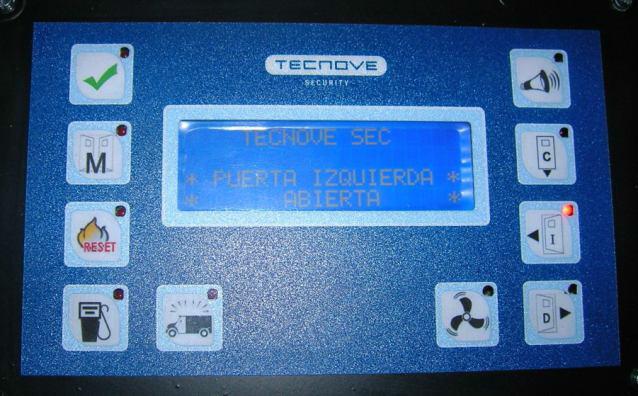 TECNOVE
SECURITY
TECNOVE SEC
* PUERTA IZQUIERDA *
* ABIERTA *
M
RESET
C
I
D